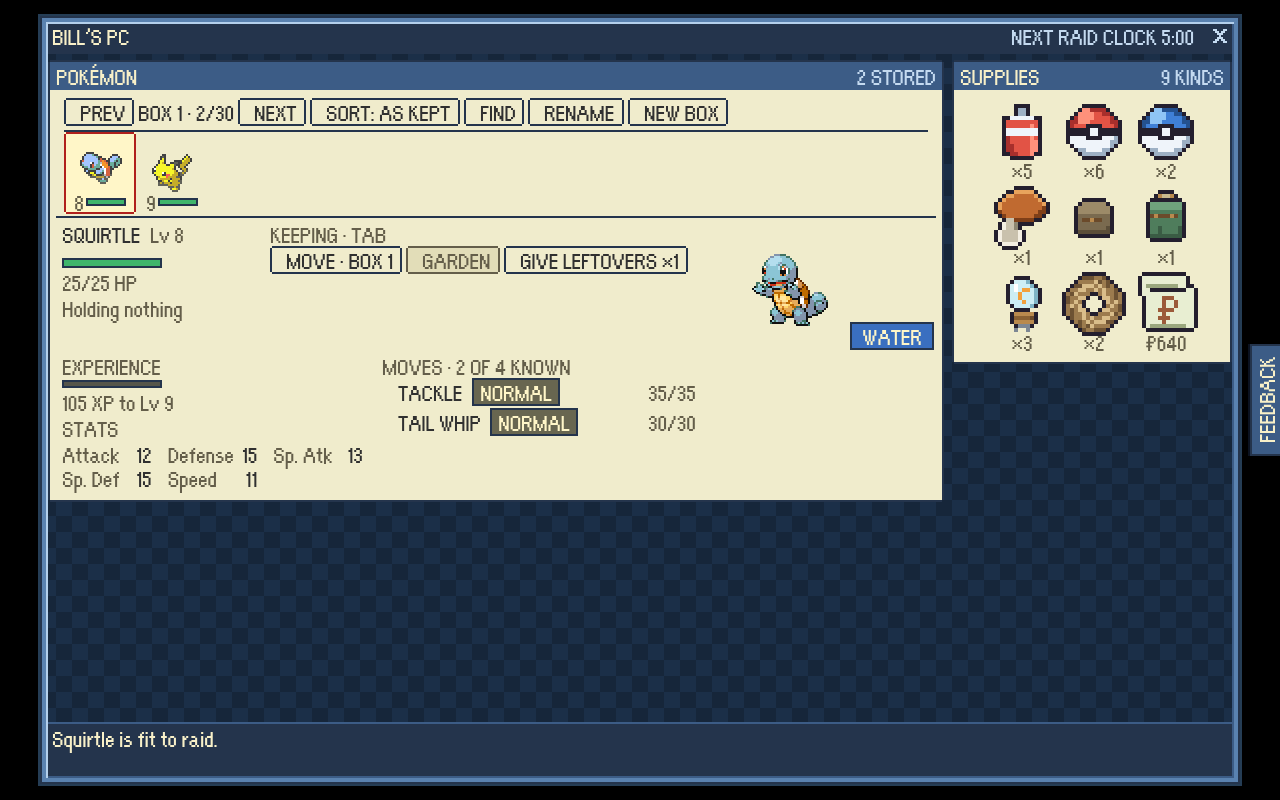 BILL'S PC
NEXT RAID CLOCK 5:00 X
POKÉMON 2 STORED
PREV BOX 1 · 2/30 NEXT SORT: AS KEPT FIND RENAME NEW BOX
8 9
SQUIRTLE Lv 8
25/25 HP
Holding nothing
KEEPING · TAB
MOVE · BOX 1 GARDEN GIVE LEFTOVERS ×1
WATER
EXPERIENCE
105 XP to Lv 9
STATS
Attack 12 Defense 15 Sp. Atk 13
Sp. Def 15 Speed 11
MOVES · 2 OF 4 KNOWN
TACKLE NORMAL 35/35
TAIL WHIP NORMAL 30/30
SUPPLIES 9 KINDS
×5 ×6 ×2
×1 ×1 ×1
×3 ×2 ₽640
FEEDBACK
Squirtle is fit to raid.